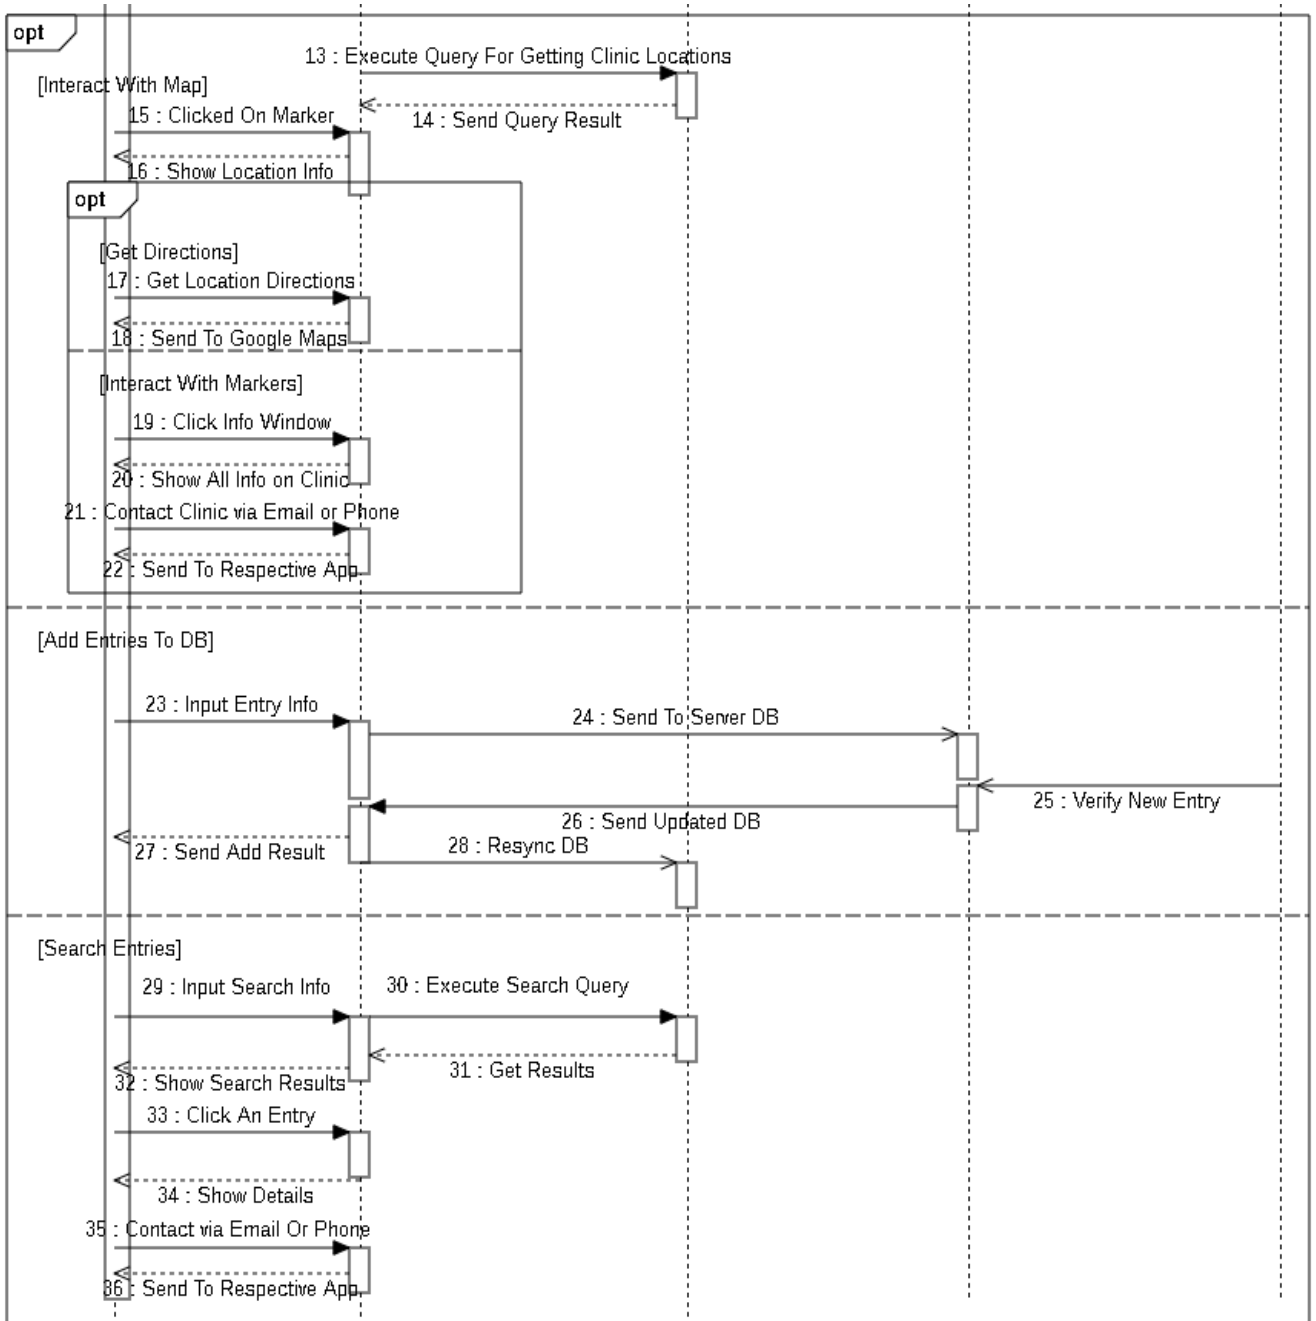 opt
13 : Execute Query For Getting Clinic Locations
[Interact With Map]
15 : Clicked On Marker
14 : Send Query Result
16 : Show Location Info
opt
[Get Directions]
17 : Get Location Directions
18 : Send To Google Maps
[Interact With Markers]
19 : Click Info Window
20 : Show All Info on Clinic
21 : Contact Clinic via Email or Phone
22 : Send To Respective App
[Add Entries To DB]
23 : Input Entry Info
24 : Send To Server DB
25 : Verify New Entry
26 : Send Updated DB
27 : Send Add Result
28 : Resync DB
[Search Entries]
29 : Input Search Info
30 : Execute Search Query
31 : Get Results
32 : Show Search Results
33 : Click An Entry
34 : Show Details
35 : Contact via Email Or Phone
36 : Send To Respective App